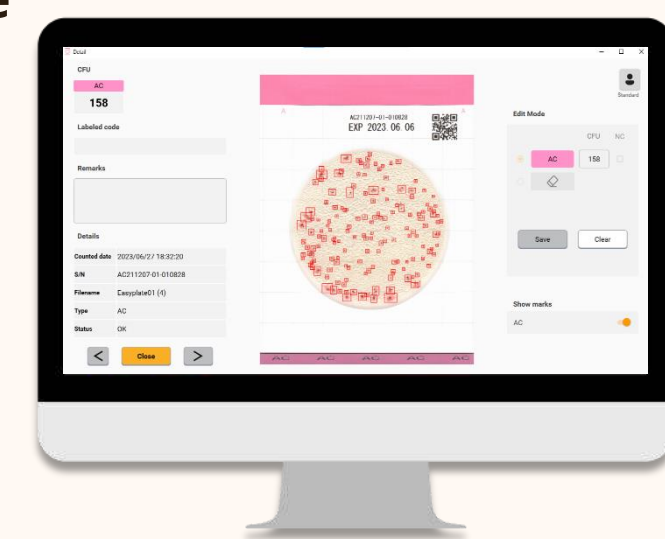 Detail
CFU
AC
158
Labeled code
Remarks
Details
Counted date 2023/06/27 18:32:20
S/N AC211207-01-010828
Filename Easyplate01 (4)
Type AC
Status OK
< Close >
A A
AC211207-01-010828
EXP 2023.06.06
AC AC AC AC AC
Standard
Edit Mode
CFU NC
AC 158
Save Clear
Show marks
AC